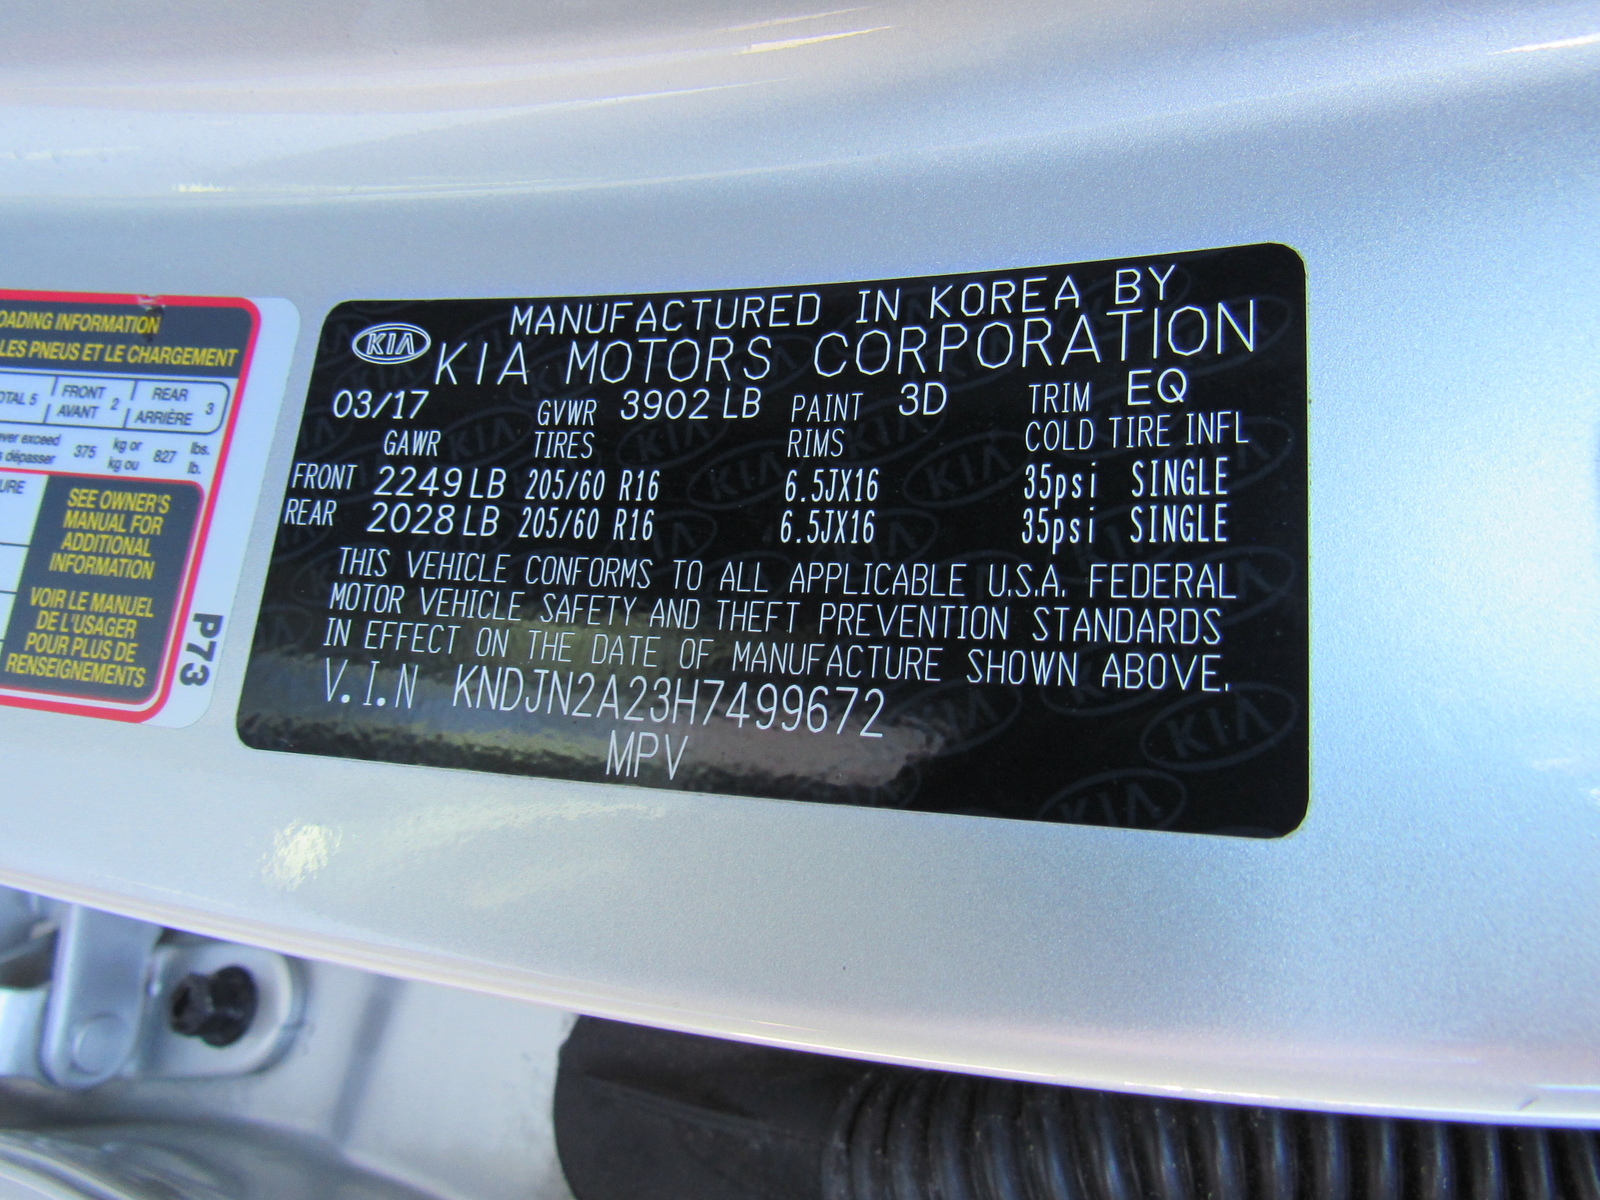 OADING INFORMATION
LES PNEUS ET LE CHARGEMENT
OTAL 5 FRONT AVANT 2 REAR ARRIÈRE 3
ver exceed dépasser 375 kg or kg ou 827 lbs. lb.
URE
SEE OWNER'S
MANUAL FOR
ADDITIONAL
INFORMATION
VOIR LE MANUEL
DE L'USAGER
POUR PLUS DE
RENSEIGNEMENTS
P73
MANUFACTURED IN KOREA BY
KIA KIA MOTORS CORPORATION
03/17 GVWR 3902 LB PAINT 3D TRIM EQ
GAWR TIRES RIMS COLD TIRE INFL
FRONT 2249 LB 205/60 R16 6.5JX16 35psi SINGLE
REAR 2028 LB 205/60 R16 6.5JX16 35psi SINGLE
THIS VEHICLE CONFORMS TO ALL APPLICABLE U.S.A. FEDERAL
MOTOR VEHICLE SAFETY AND THEFT PREVENTION STANDARDS
IN EFFECT ON THE DATE OF MANUFACTURE SHOWN ABOVE.
V.I.N KNDJN2A23H7499672
MPV